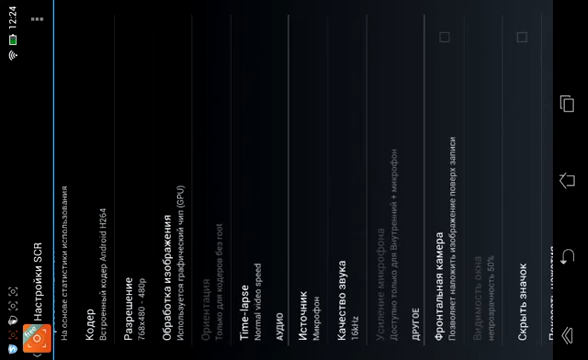 12:24
free
Настройки SCR
На основе статистики использования
Кодер
Встроенный кодер Android H264
Разрешение
768x480 - 480p
Обработка изображения
Используется графический чип (GPU)
Ориентация
Только для кодеров без root
Time-lapse
Normal video speed
АУДИО
Источник
Микрофон
Качество звука
16kHz
Усиление микрофона
Доступно только для Внутренний + микрофон
ДРУГОЕ
Фронтальная камера
Позволяет наложить изображение поверх записи
Видимость окна
непрозрачность 50%
Скрыть значок